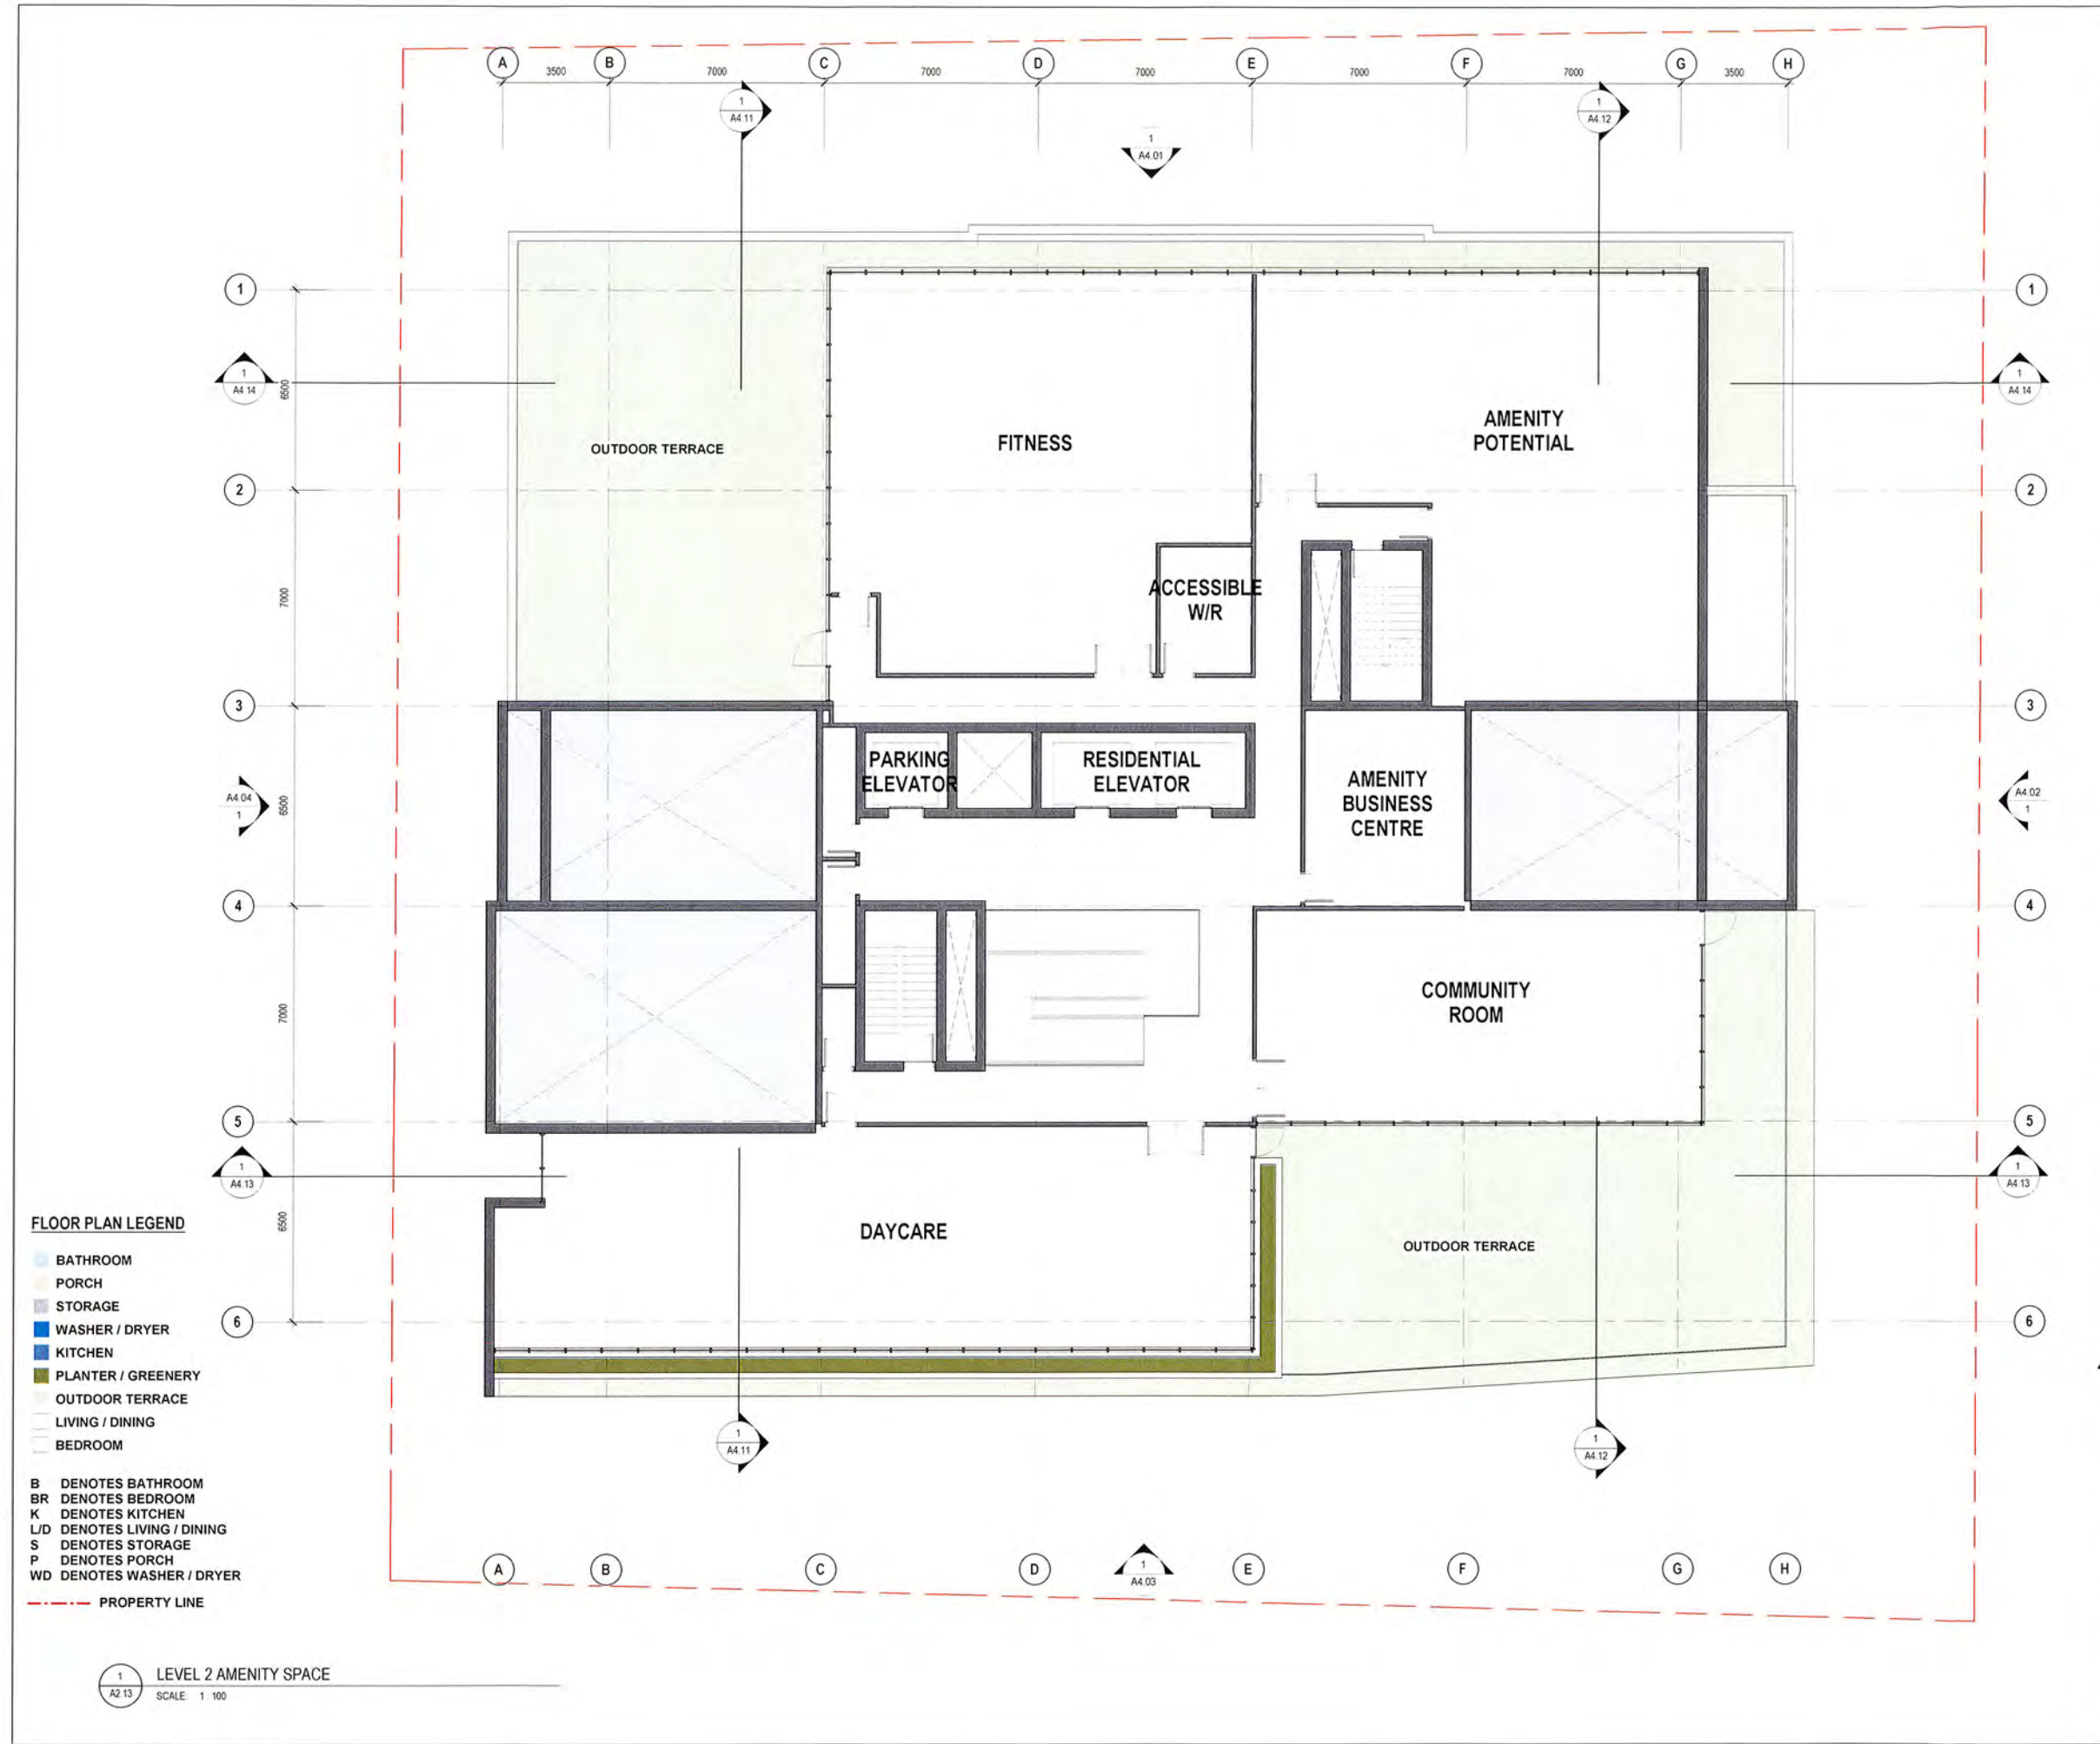 A B C D E F G H
3500 7000 7000 7000 7000 7000 3500
1
A4.11
1
A4.12
1
A4.01
1 1
1
A4.14
6500
1
A4.14
OUTDOOR TERRACE
FITNESS
AMENITY
POTENTIAL
2 2
7000
ACCESSIBLE
W/R
3 3
PARKING
ELEVATOR
RESIDENTIAL
ELEVATOR
AMENITY
BUSINESS
CENTRE
A4.04
1
6500
A4.02
1
4 4
7000
COMMUNITY
ROOM
5 5
1
A4.13
6500
1
A4.13
DAYCARE
OUTDOOR TERRACE
6 6
FLOOR PLAN LEGEND
BATHROOM
PORCH
STORAGE
WASHER / DRYER
KITCHEN
PLANTER / GREENERY
OUTDOOR TERRACE
LIVING / DINING
BEDROOM
1
A4.11
1
A4.12
B DENOTES BATHROOM
BR DENOTES BEDROOM
K DENOTES KITCHEN
L/D DENOTES LIVING / DINING
S DENOTES STORAGE
P DENOTES PORCH
WD DENOTES WASHER / DRYER
PROPERTY LINE
A B C D E F G H
1
A4.03
1
A2.13
LEVEL 2 AMENITY SPACE
SCALE 1 100